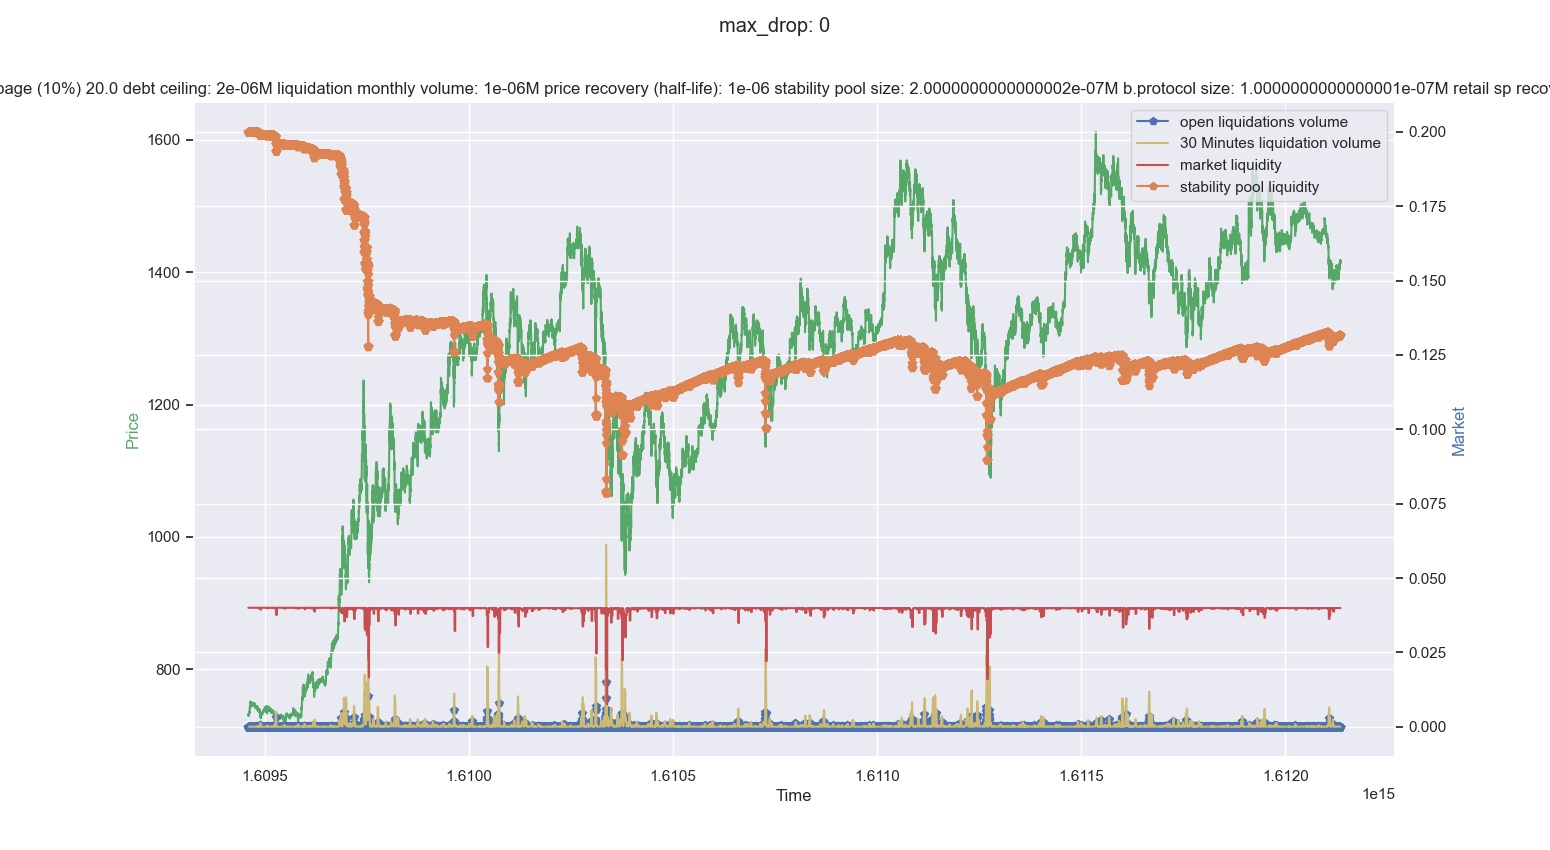 max_drop: 0
page (10%) 20.0 debt ceiling: 2e-06M liquidation monthly volume: 1e-06M price recovery (half-life): 1e-06 stability pool size: 2.0000000000000002e-07M b.protocol size: 1.0000000000000001e-07M retail sp reco
open liquidations volume
30 Minutes liquidation volume
market liquidity
stability pool liquidity
1600
1400
1200
1000
800
Price
0.200
0.175
0.150
0.125
0.100
0.075
0.050
0.025
0.000
Market
1.6095 1.6100 1.6105 1.6110 1.6115 1.6120
1e15
Time